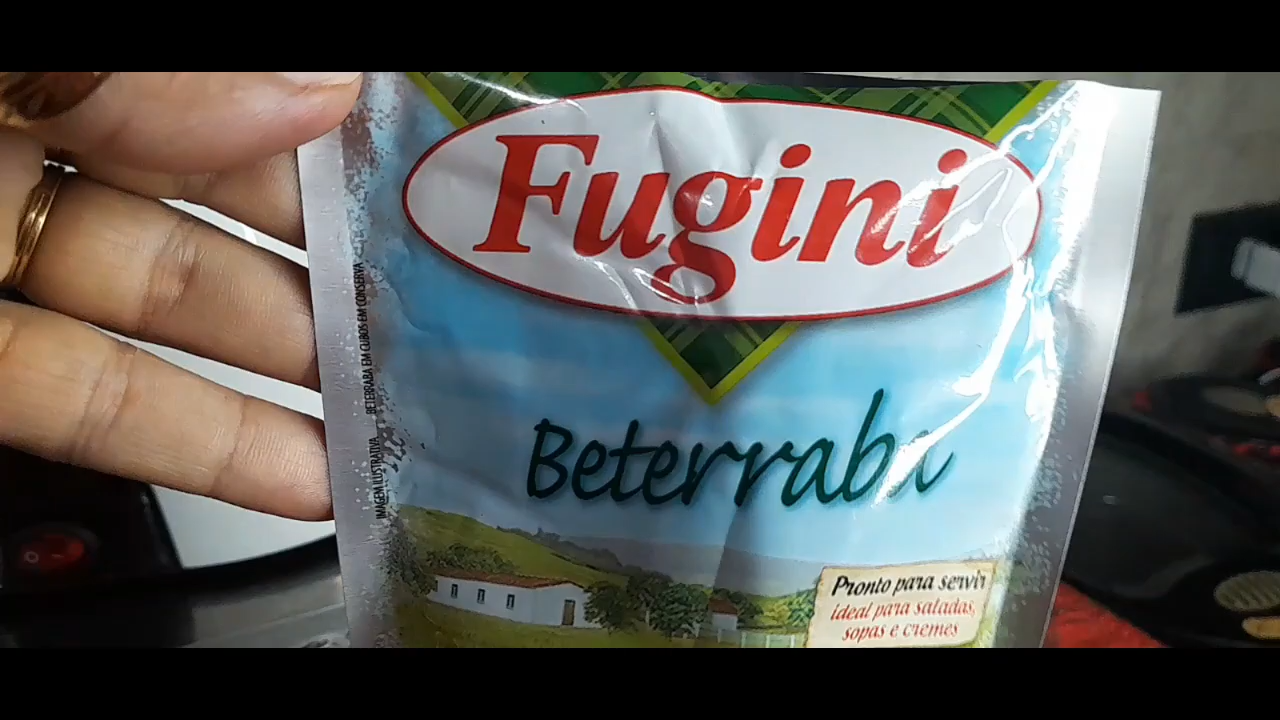 Fugini
Beterraba
Pronto para servir
ideal para saladas,
sopas e cremes
BETERRABA EM CUBOS EM CONSERVA
IMAGEM ILUSTRATIVA